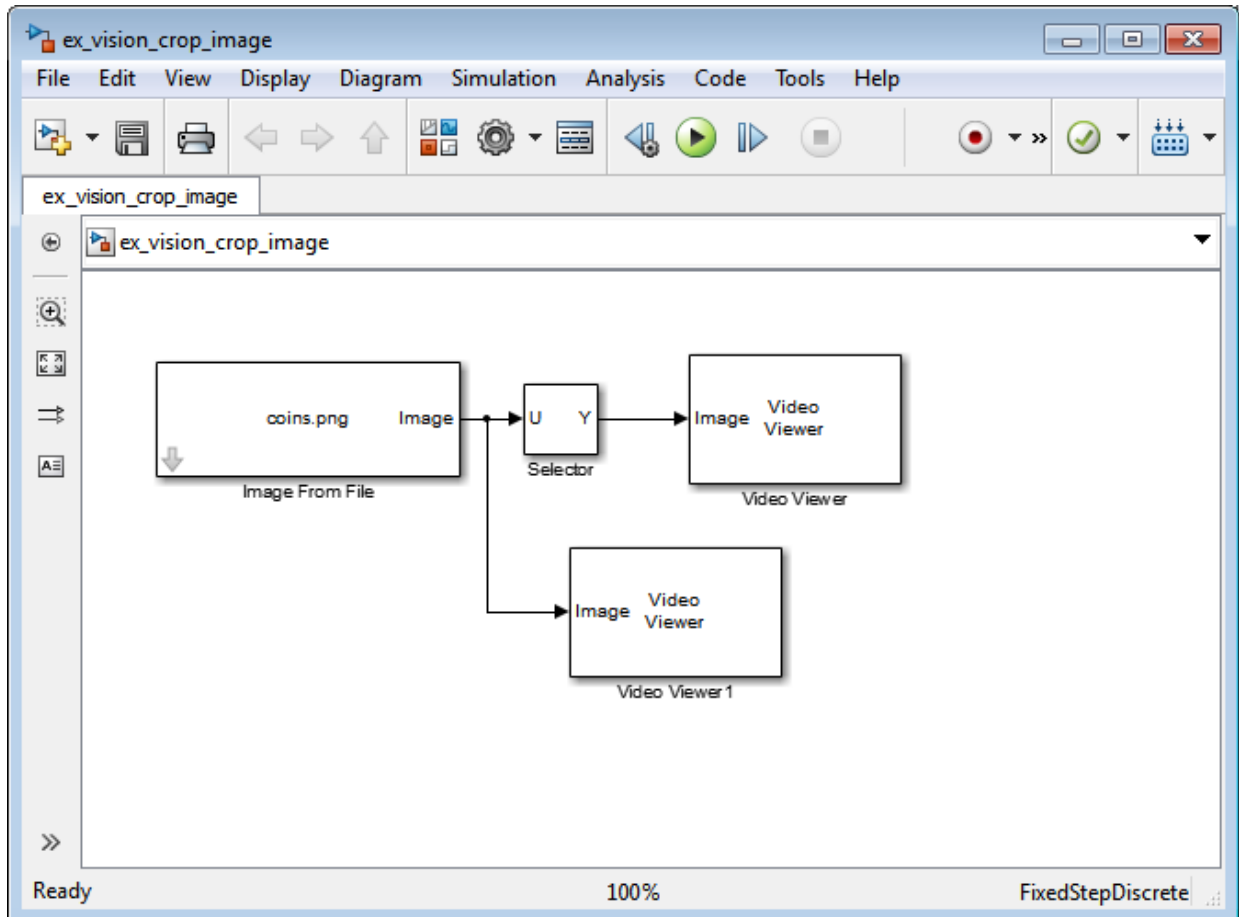 ex_vision_crop_image
File Edit View Display Diagram Simulation Analysis Code Tools Help
ex_vision_crop_image
ex_vision_crop_image
coins.png Image
Image From File
U Y
Selector
Image Video
Viewer
Video Viewer
Image Video
Viewer
Video Viewer1
Ready 100% FixedStepDiscrete